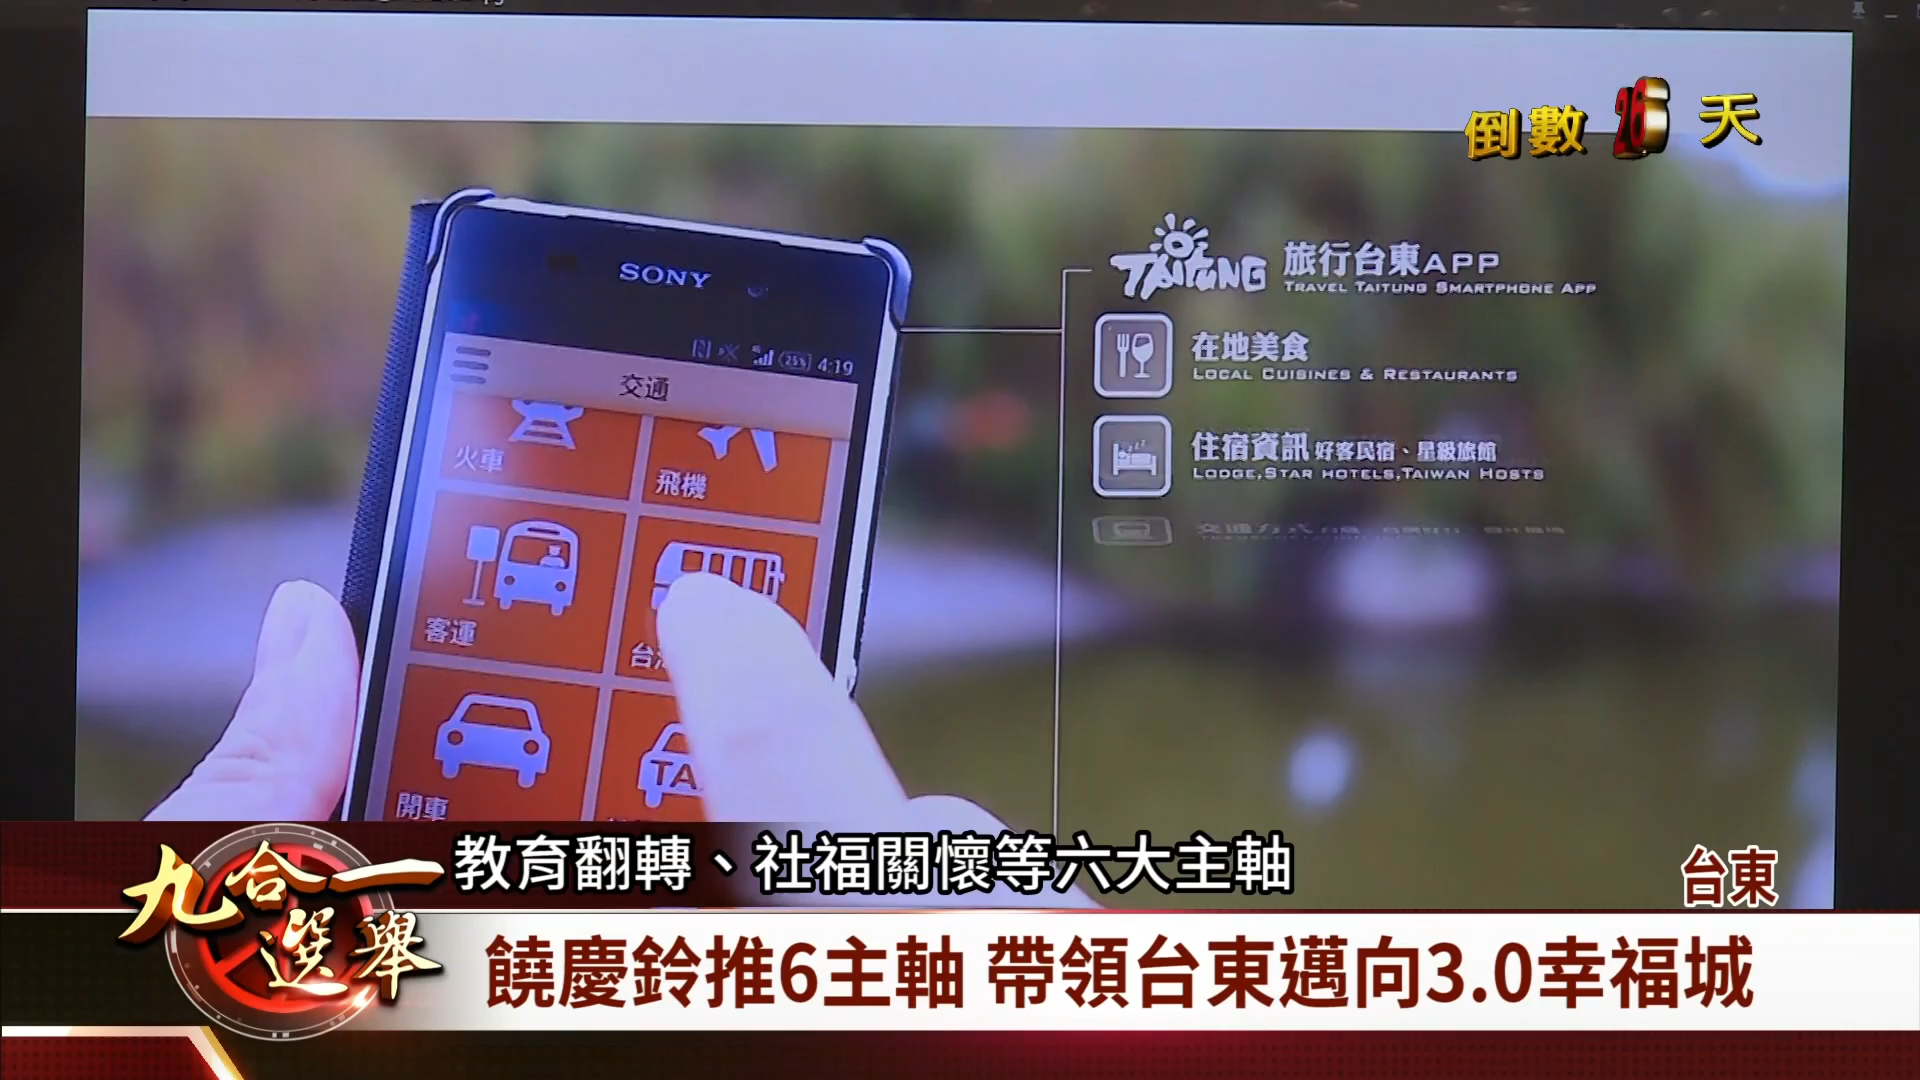 倒數 26 天
SONY
25% 4:19
交通
火車
飛機
客運
台
開車
TA
TAITUNG
旅行台東APP
TRAVEL TAITUNG SMARTPHONE APP
在地美食
LOCAL CUISINES & RESTAURANTS
住宿資訊 好客民宿、星級旅館
LODGE,STAR HOTELS,TAIWAN HOSTS
九合一選舉
教育翻轉、社福關懷等六大主軸
台東
饒慶鈴推6主軸 帶領台東邁向3.0幸福城